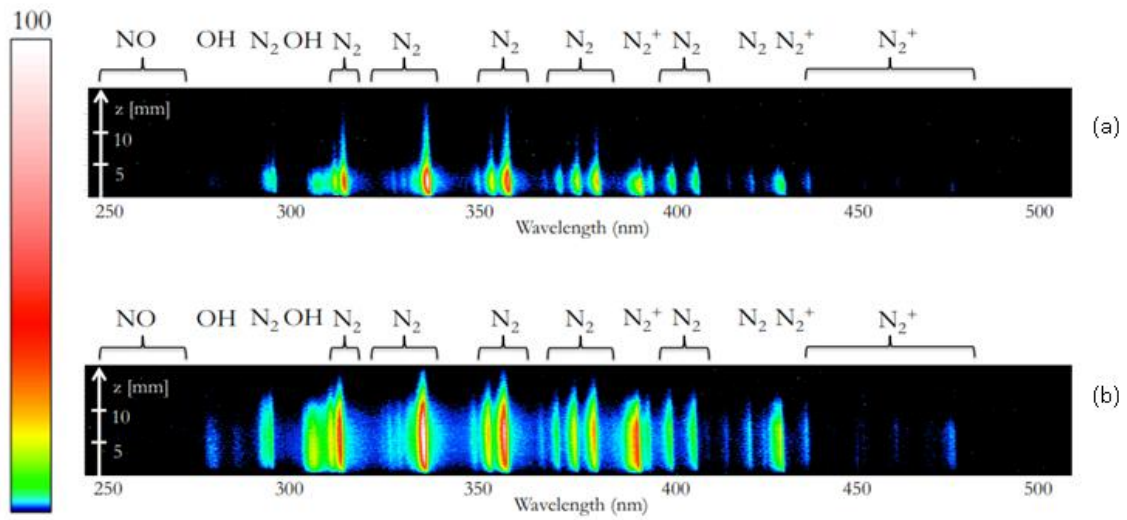 100
NO OH N₂ OH N₂ N₂ N₂ N₂ N₂⁺ N₂ N₂ N₂⁺ N₂⁺
z [mm]
10
5
(a)
250 300 350 400 450 500
Wavelength (nm)
NO OH N₂ OH N₂ N₂ N₂ N₂ N₂⁺ N₂ N₂ N₂⁺ N₂⁺
z [mm]
10
5
(b)
250 300 350 400 450 500
Wavelength (nm)